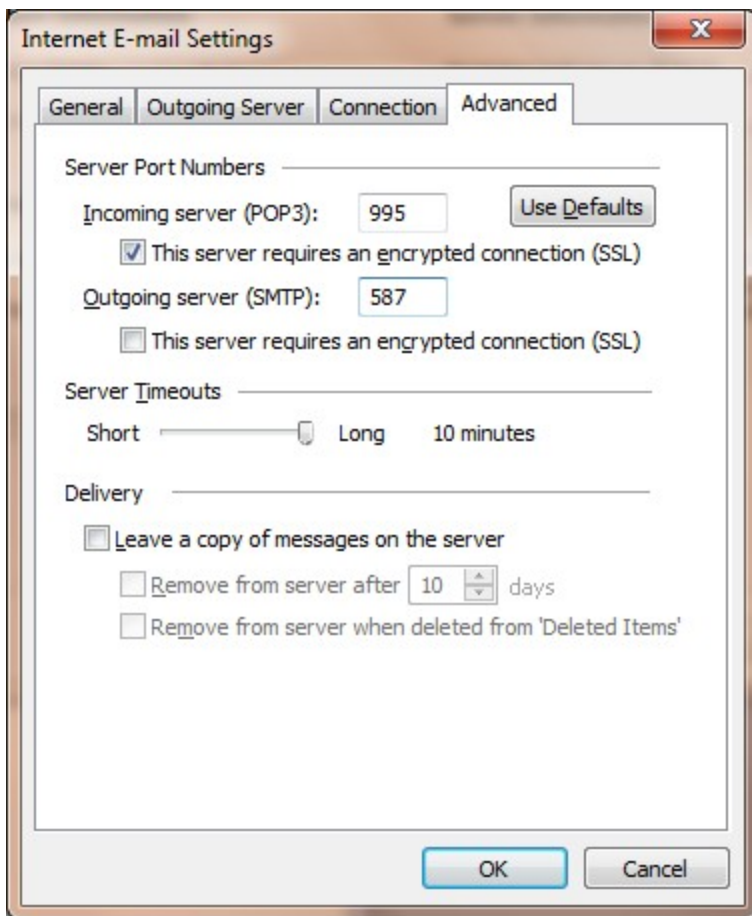 Internet E-mail Settings
General Outgoing Server Connection Advanced
Server Port Numbers
Incoming server (POP3): 995 Use Defaults
This server requires an encrypted connection (SSL)
Outgoing server (SMTP): 587
This server requires an encrypted connection (SSL)
Server Timeouts
Short Long 10 minutes
Delivery
Leave a copy of messages on the server
Remove from server after 10 days
Remove from server when deleted from 'Deleted Items'
OK Cancel